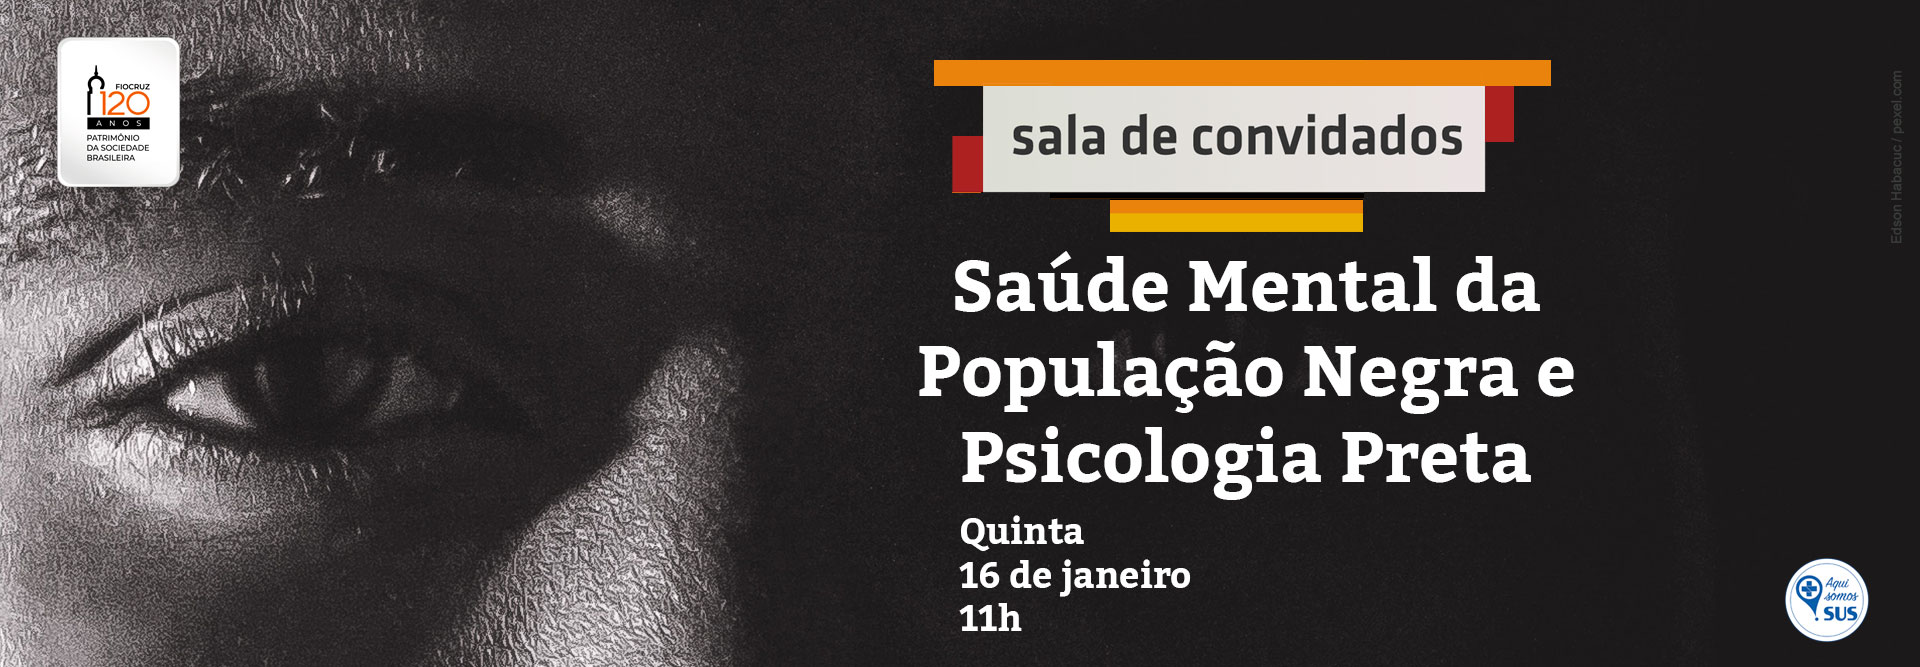 FIOCRUZ
120
ANOS
PATRIMÔNIO
DA SOCIEDADE
BRASILEIRA
sala de convidados
Saúde Mental da
População Negra e
Psicologia Preta
Quinta
16 de janeiro
11h
Edson Habacuc / pexel.com
Aqui
somos
SUS